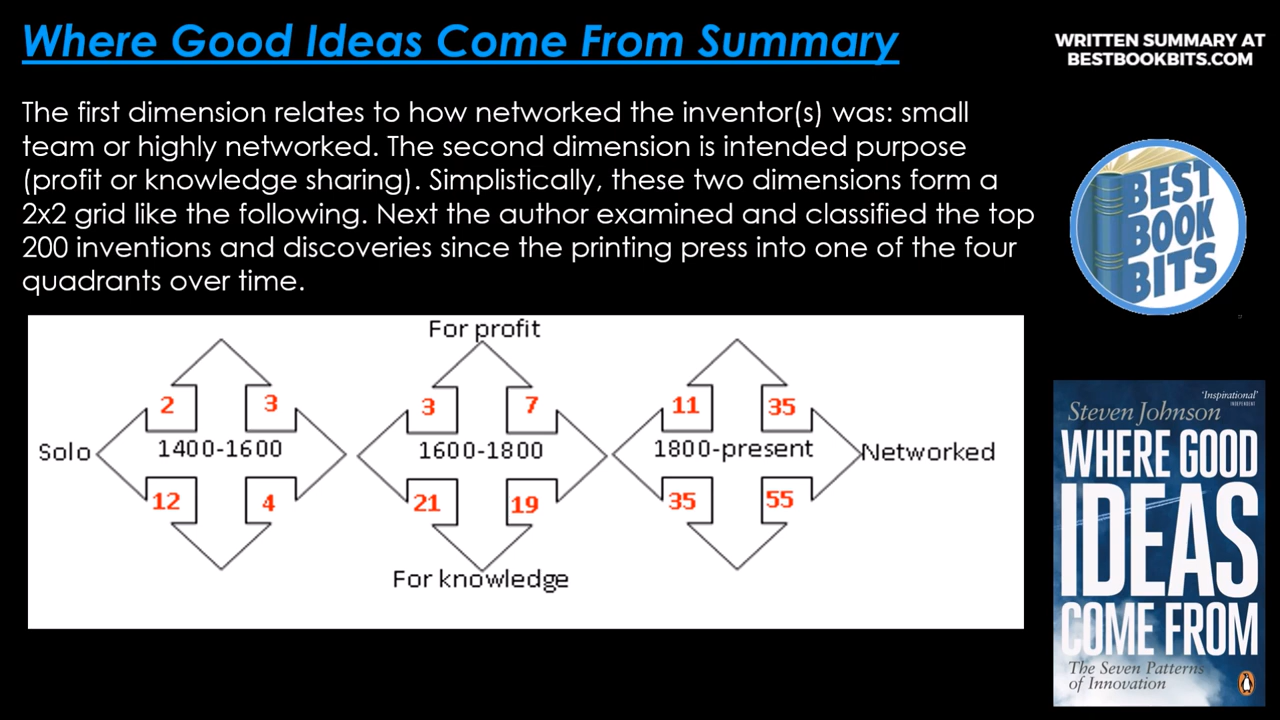 Where Good Ideas Come From Summary
WRITTEN SUMMARY AT
BESTBOOKBITS.COM
The first dimension relates to how networked the inventor(s) was: small
team or highly networked. The second dimension is intended purpose
(profit or knowledge sharing). Simplistically, these two dimensions form a
2x2 grid like the following. Next the author examined and classified the top
200 inventions and discoveries since the printing press into one of the four
quadrants over time.
BEST
BOOK
BITS
For profit
2 3 3 7 11 35
Solo 1400-1600 1600-1800 1800-present Networked
12 4 21 19 35 55
For knowledge
'Inspirational'
INDEPENDENT
Steven Johnson
WHERE GOOD
IDEAS
COME FROM
The Seven Patterns
of Innovation